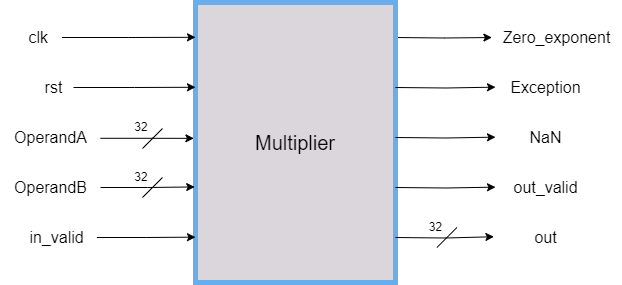 clk
rst
OperandA
32
OperandB
32
in_valid
Multiplier
Zero_exponent
Exception
NaN
out_valid
32
out